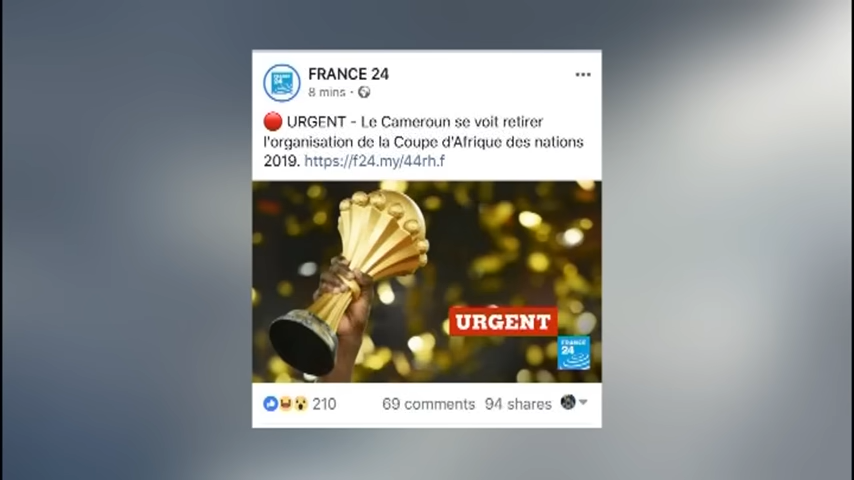 FRANCE 24
8 mins ·
URGENT - Le Cameroun se voit retirer
l'organisation de la Coupe d'Afrique des nations
2019. https://f24.my/44rh.f
URGENT
FRANCE
24
210
69 comments
94 shares